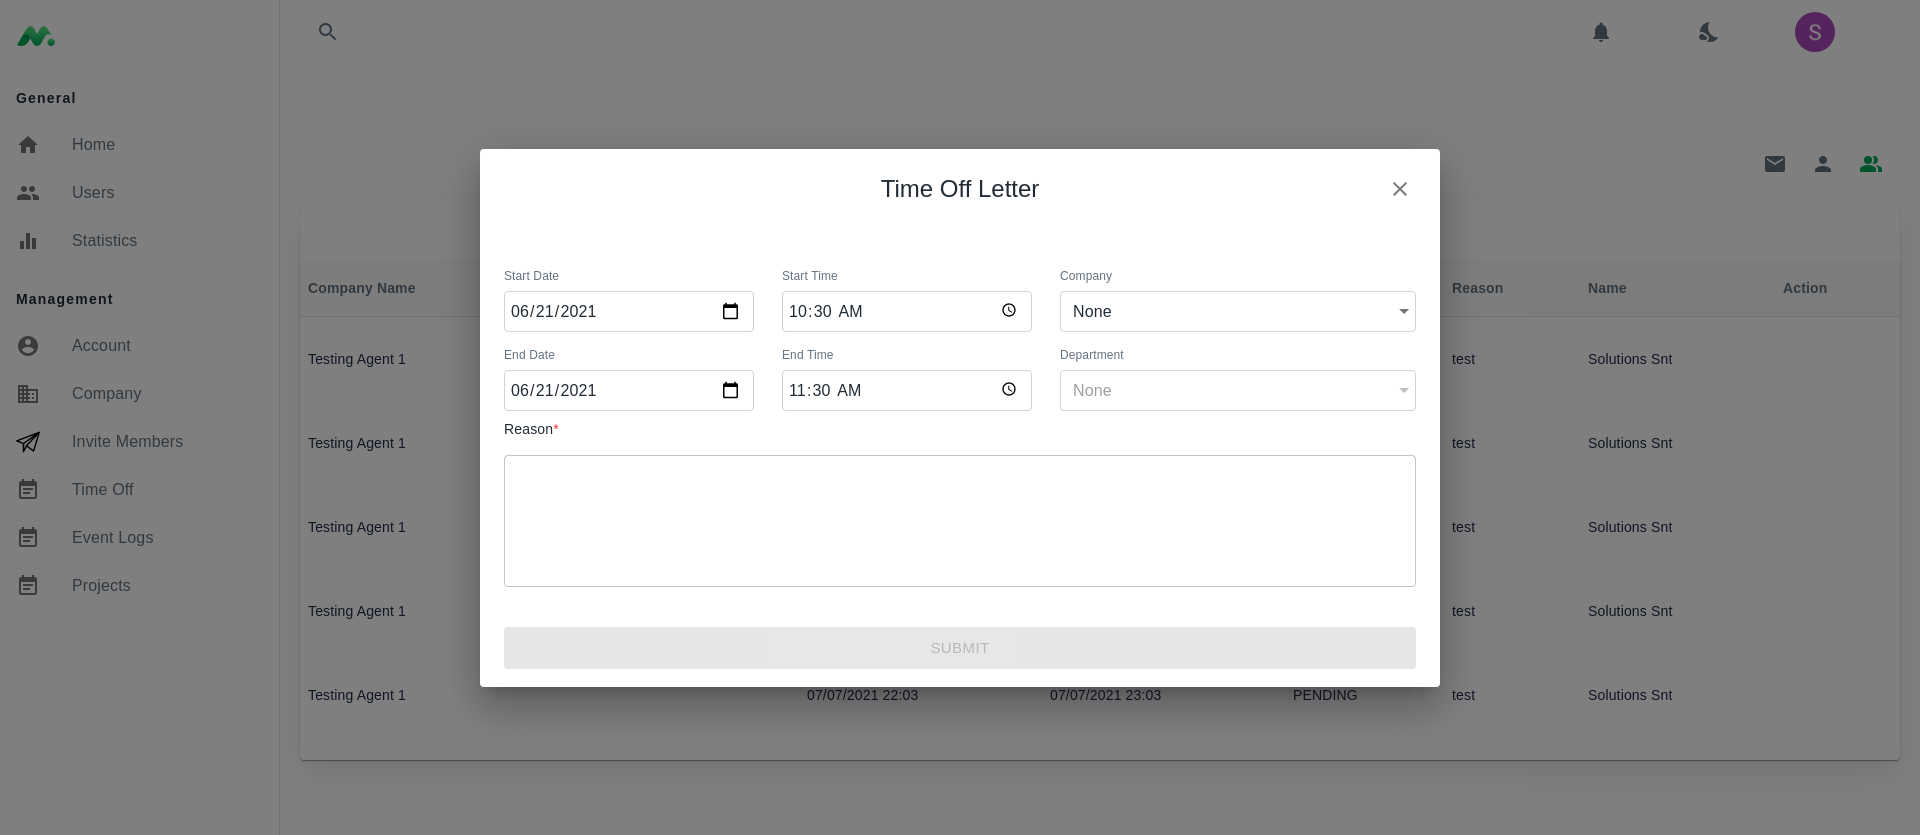 S
General
Home
Users
Statistics
Management
Account
Company
Invite Members
Time Off
Event Logs
Projects
Time Off Letter
Start Date
Start Time
Company
06/21/2021
10:30 AM
None
End Date
End Time
Department
06/21/2021
11:30 AM
None
Reason*
SUBMIT
Company Name
Reason
Name
Action
Testing Agent 1
test
Solutions Snt
Testing Agent 1
test
Solutions Snt
Testing Agent 1
test
Solutions Snt
Testing Agent 1
test
Solutions Snt
Testing Agent 1
07/07/2021 22:03
07/07/2021 23:03
PENDING
test
Solutions Snt